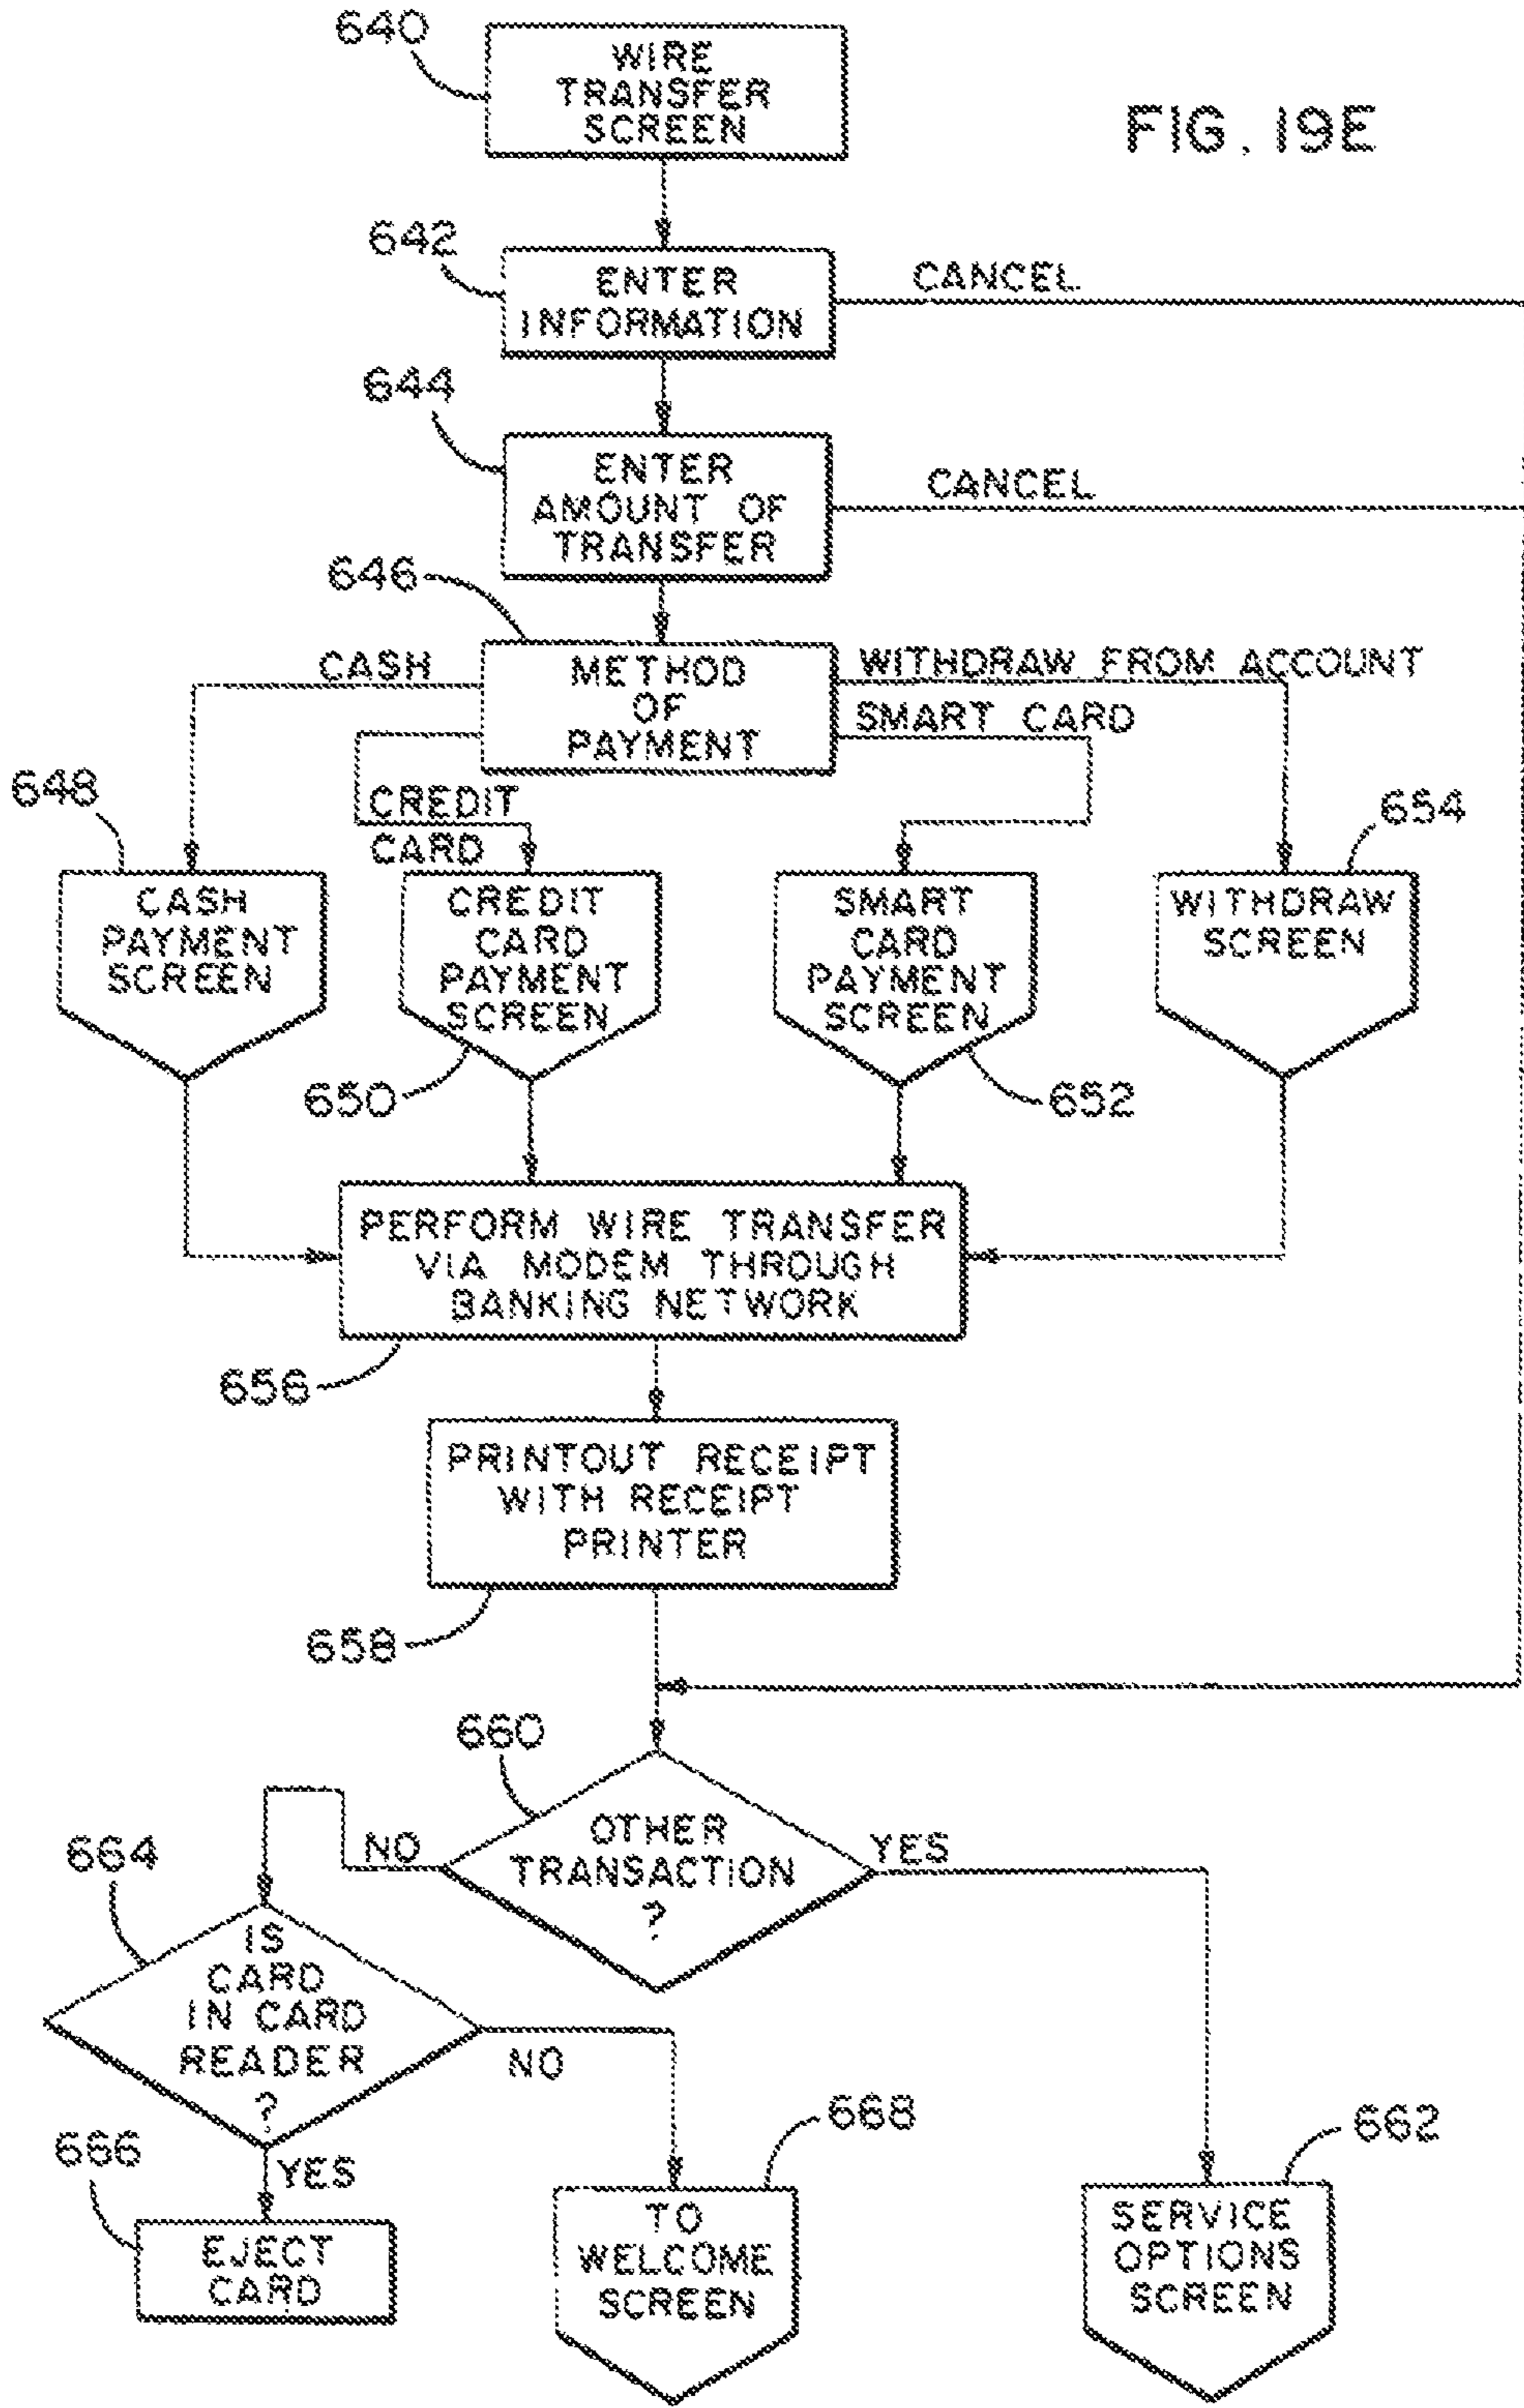 640
WIRE
TRANSFER
SCREEN
FIG. 19E
642
ENTER
INFORMATION
CANCEL
644
ENTER
AMOUNT OF
TRANSFER
CANCEL
646
METHOD
OF
PAYMENT
CASH
WITHDRAW FROM ACCOUNT
SMART CARD
CREDIT
CARD
648
CASH
PAYMENT
SCREEN
CREDIT
CARD
PAYMENT
SCREEN
650
SMART
CARD
PAYMENT
SCREEN
652
654
WITHDRAW
SCREEN
PERFORM WIRE TRANSFER
VIA MODEM THROUGH
BANKING NETWORK
656
PRINTOUT RECEIPT
WITH RECEIPT
PRINTER
658
660
OTHER
TRANSACTION
?
NO
YES
664
IS
CARD
IN CARD
READER
?
NO
YES
666
EJECT
CARD
668
TO
WELCOME
SCREEN
662
SERVICE
OPTIONS
SCREEN